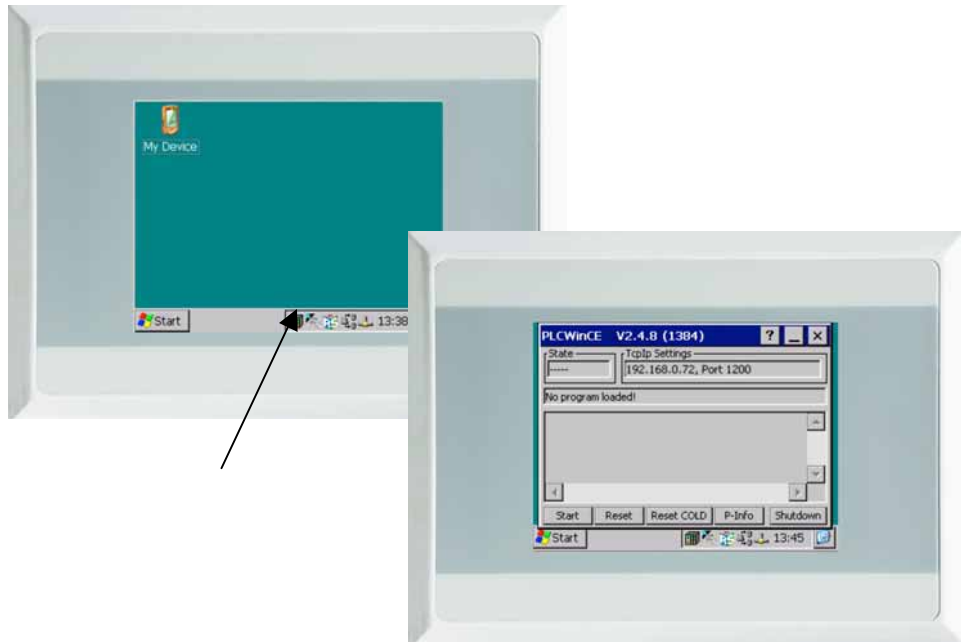 My Device
Start
13:38
PLCWinCE V2.4.8 (1384) ? _ X
State
TcpIp Settings
-----
192.168.0.72, Port 1200
No program loaded!
Start Reset Reset COLD P-Info Shutdown
Start 13:45